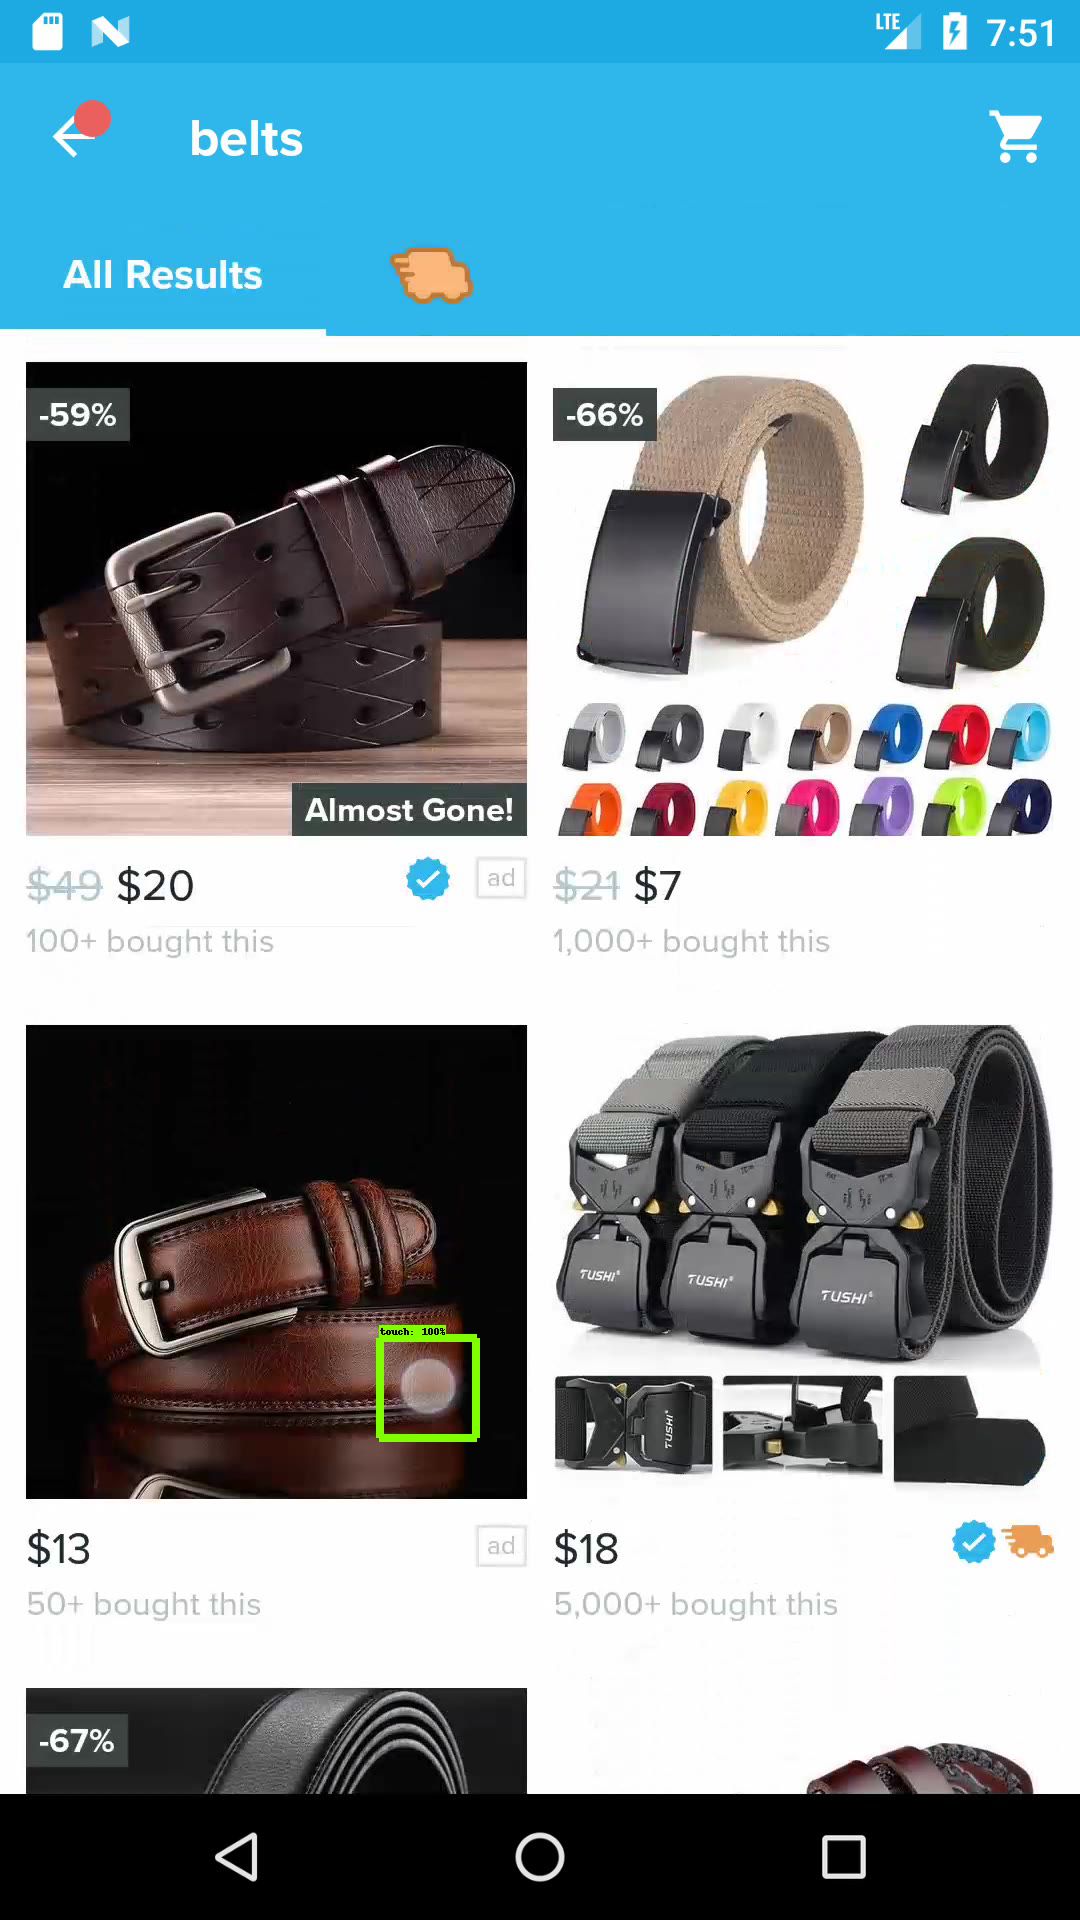 LTE
7:51
belts
All Results
-59%
-66%
Almost Gone!
$49 $20
ad
$21 $7
100+ bought this
1,000+ bought this
TUSHI
TUSHI
TUSHI
touch: 100%
TUSHI
$13
ad
$18
50+ bought this
5,000+ bought this
-67%